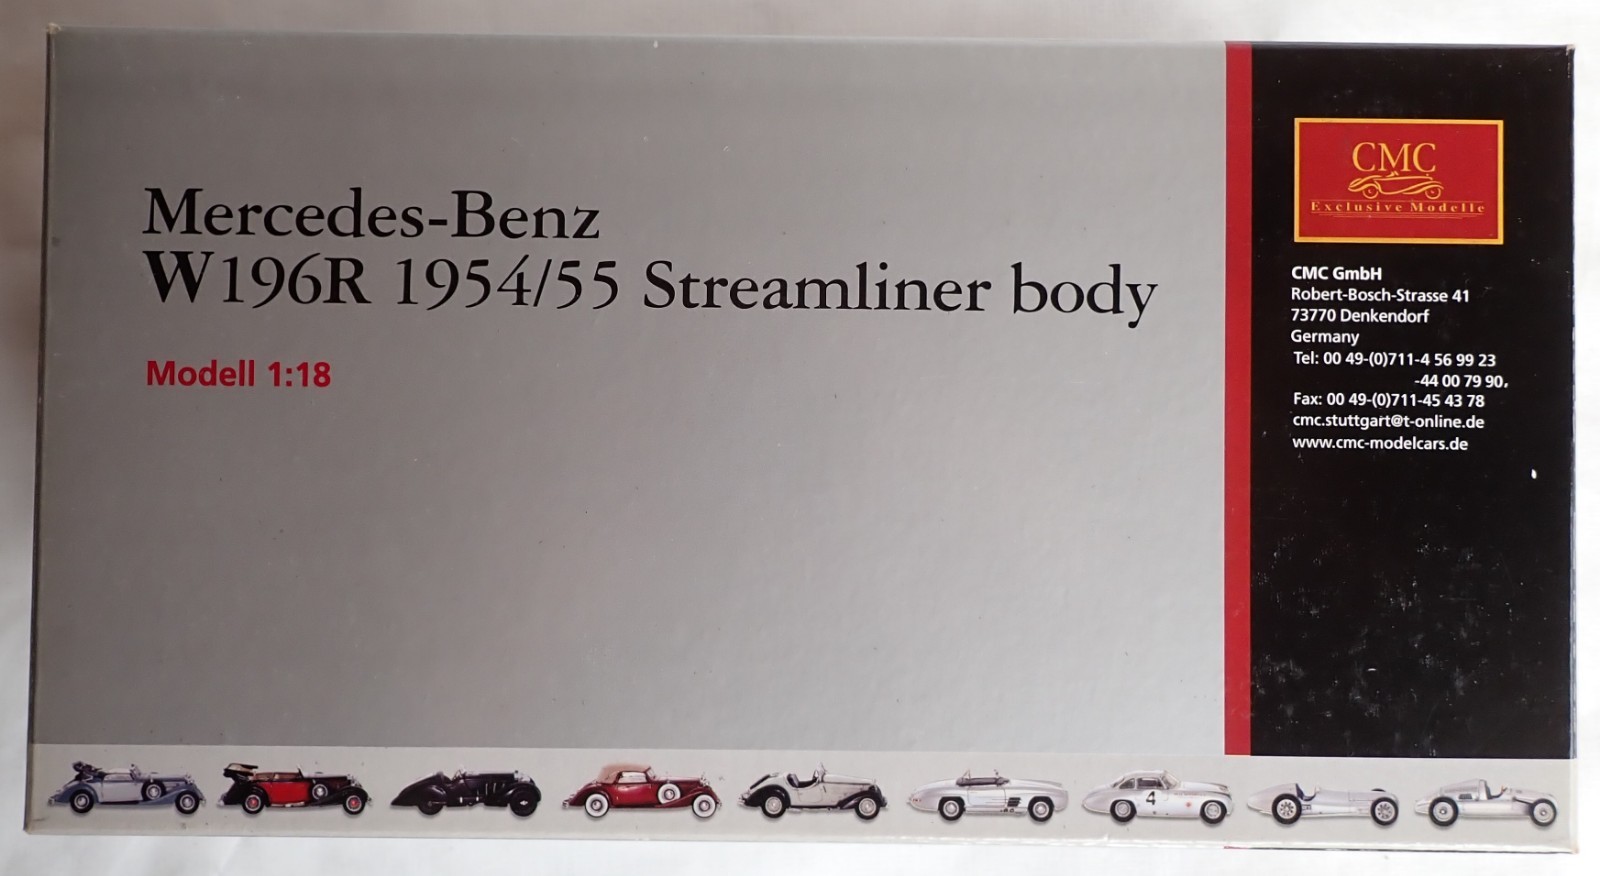 Mercedes-Benz
W196R 1954/55 Streamliner body
Modell 1:18
CMC
Exclusive Modelle
CMC GmbH
Robert-Bosch-Strasse 41
73770 Denkendorf
Germany
Tel: 00 49-(0)711-4 56 99 23
-44 00 79 90,
Fax: 00 49-(0)711-45 43 78
cmc.stuttgart@t-online.de
www.cmc-modelcars.de
4